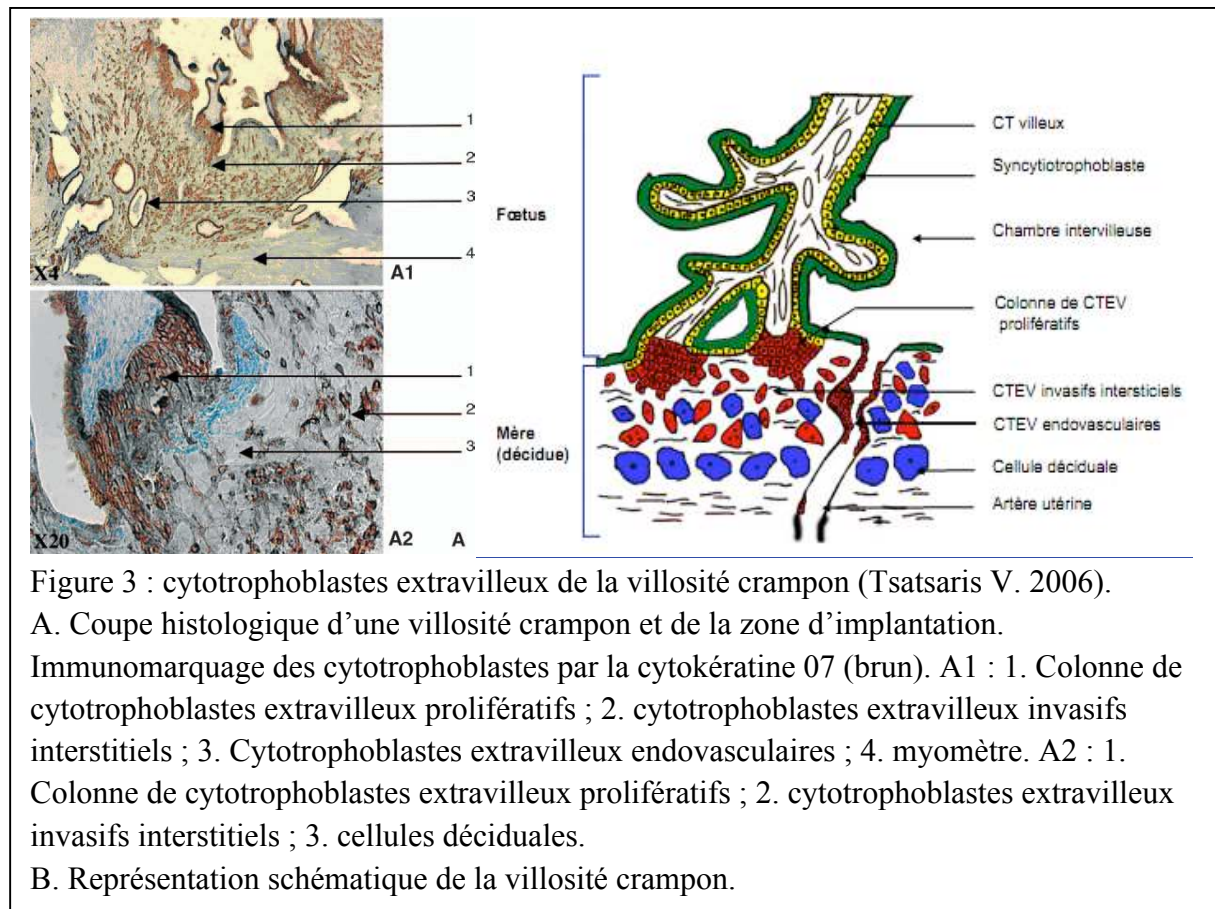 1
2
3
4
X4
A1
1
2
3
X20
A2
A
Fœtus
Mère
(décidue)
CT villeux
Syncytiotrophoblaste
Chambre intervilleuse
Colonne de CTEV
prolifératifs
CTEV invasifs intersticiels
CTEV endovasculaires
Cellule déciduale
Artère utérine
Figure 3 : cytotrophoblastes extravilleux de la villosité crampon (Tsatsaris V. 2006).
A. Coupe histologique d’une villosité crampon et de la zone d’implantation.
Immunomarquage des cytotrophoblastes par la cytokératine 07 (brun). A1 : 1. Colonne de
cytotrophoblastes extravilleux prolifératifs ; 2. cytotrophoblastes extravilleux invasifs
interstitiels ; 3. Cytotrophoblastes extravilleux endovasculaires ; 4. myomètre. A2 : 1.
Colonne de cytotrophoblastes extravilleux prolifératifs ; 2. cytotrophoblastes extravilleux
invasifs interstitiels ; 3. cellules déciduales.
B. Représentation schématique de la villosité crampon.